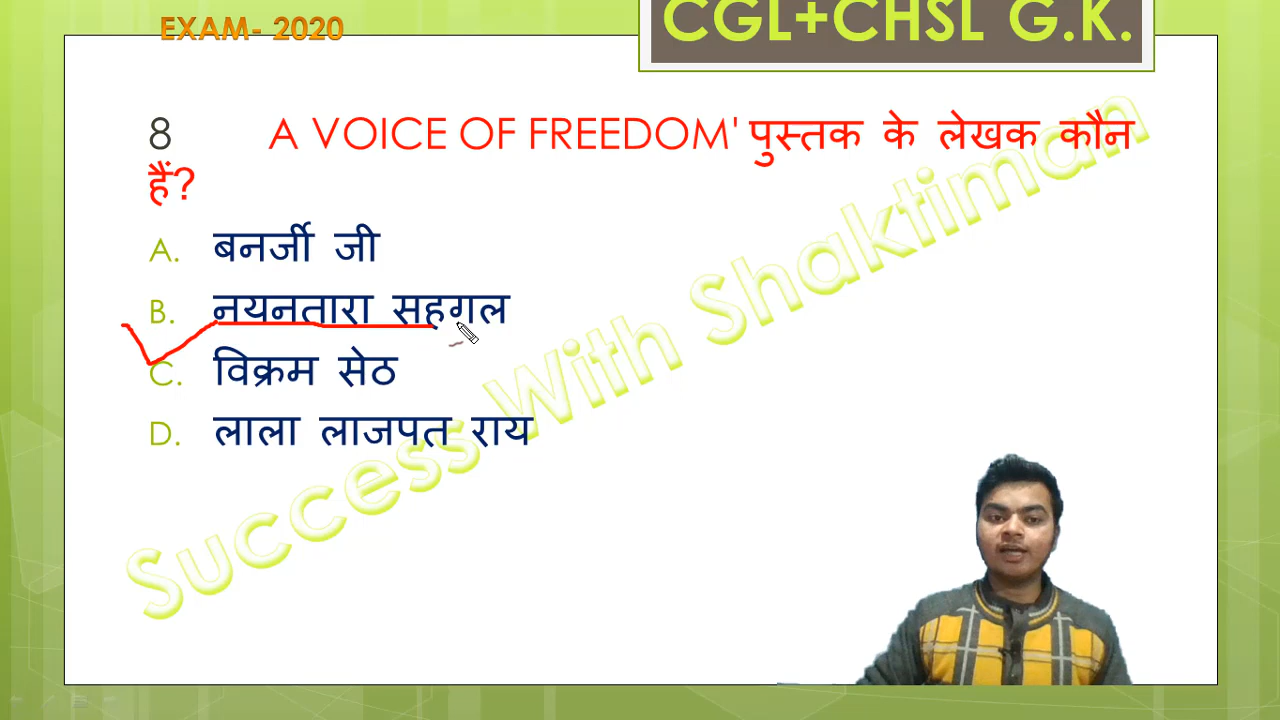 EXAM- 2020
CGL+CHSL G.K.
8 A VOICE OF FREEDOM' पुस्तक के लेखक कौन
हैं?
A. बनर्जी जी
B. नयनतारा सहगल
C. विक्रम सेठ
D. लाला लाजपत राय
Success With Shaktiman